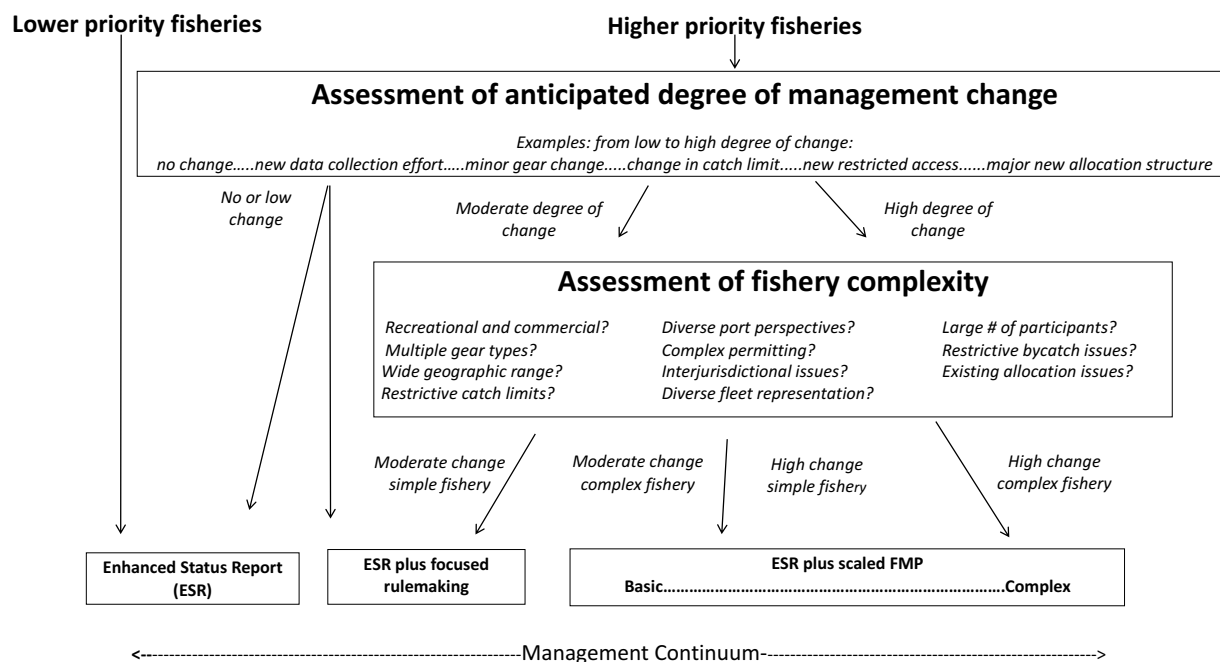 Lower priority fisheries
Higher priority fisheries
Assessment of anticipated degree of management change
Examples: from low to high degree of change:
no change.....new data collection effort.....minor gear change.....change in catch limit.....new restricted access......major new allocation structure
No or low
change
Moderate degree of
change
High degree of
change
Assessment of fishery complexity
Recreational and commercial?
Multiple gear types?
Wide geographic range?
Restrictive catch limits?
Diverse port perspectives?
Complex permitting?
Interjurisdictional issues?
Diverse fleet representation?
Large # of participants?
Restrictive bycatch issues?
Existing allocation issues?
Moderate change
simple fishery
Moderate change
complex fishery
High change
simple fishery
High change
complex fishery
Enhanced Status Report
(ESR)
ESR plus focused
rulemaking
ESR plus scaled FMP
Basic……………………………………………………………………….Complex
<--------------------------------------------Management Continuum--------------------------------------------->